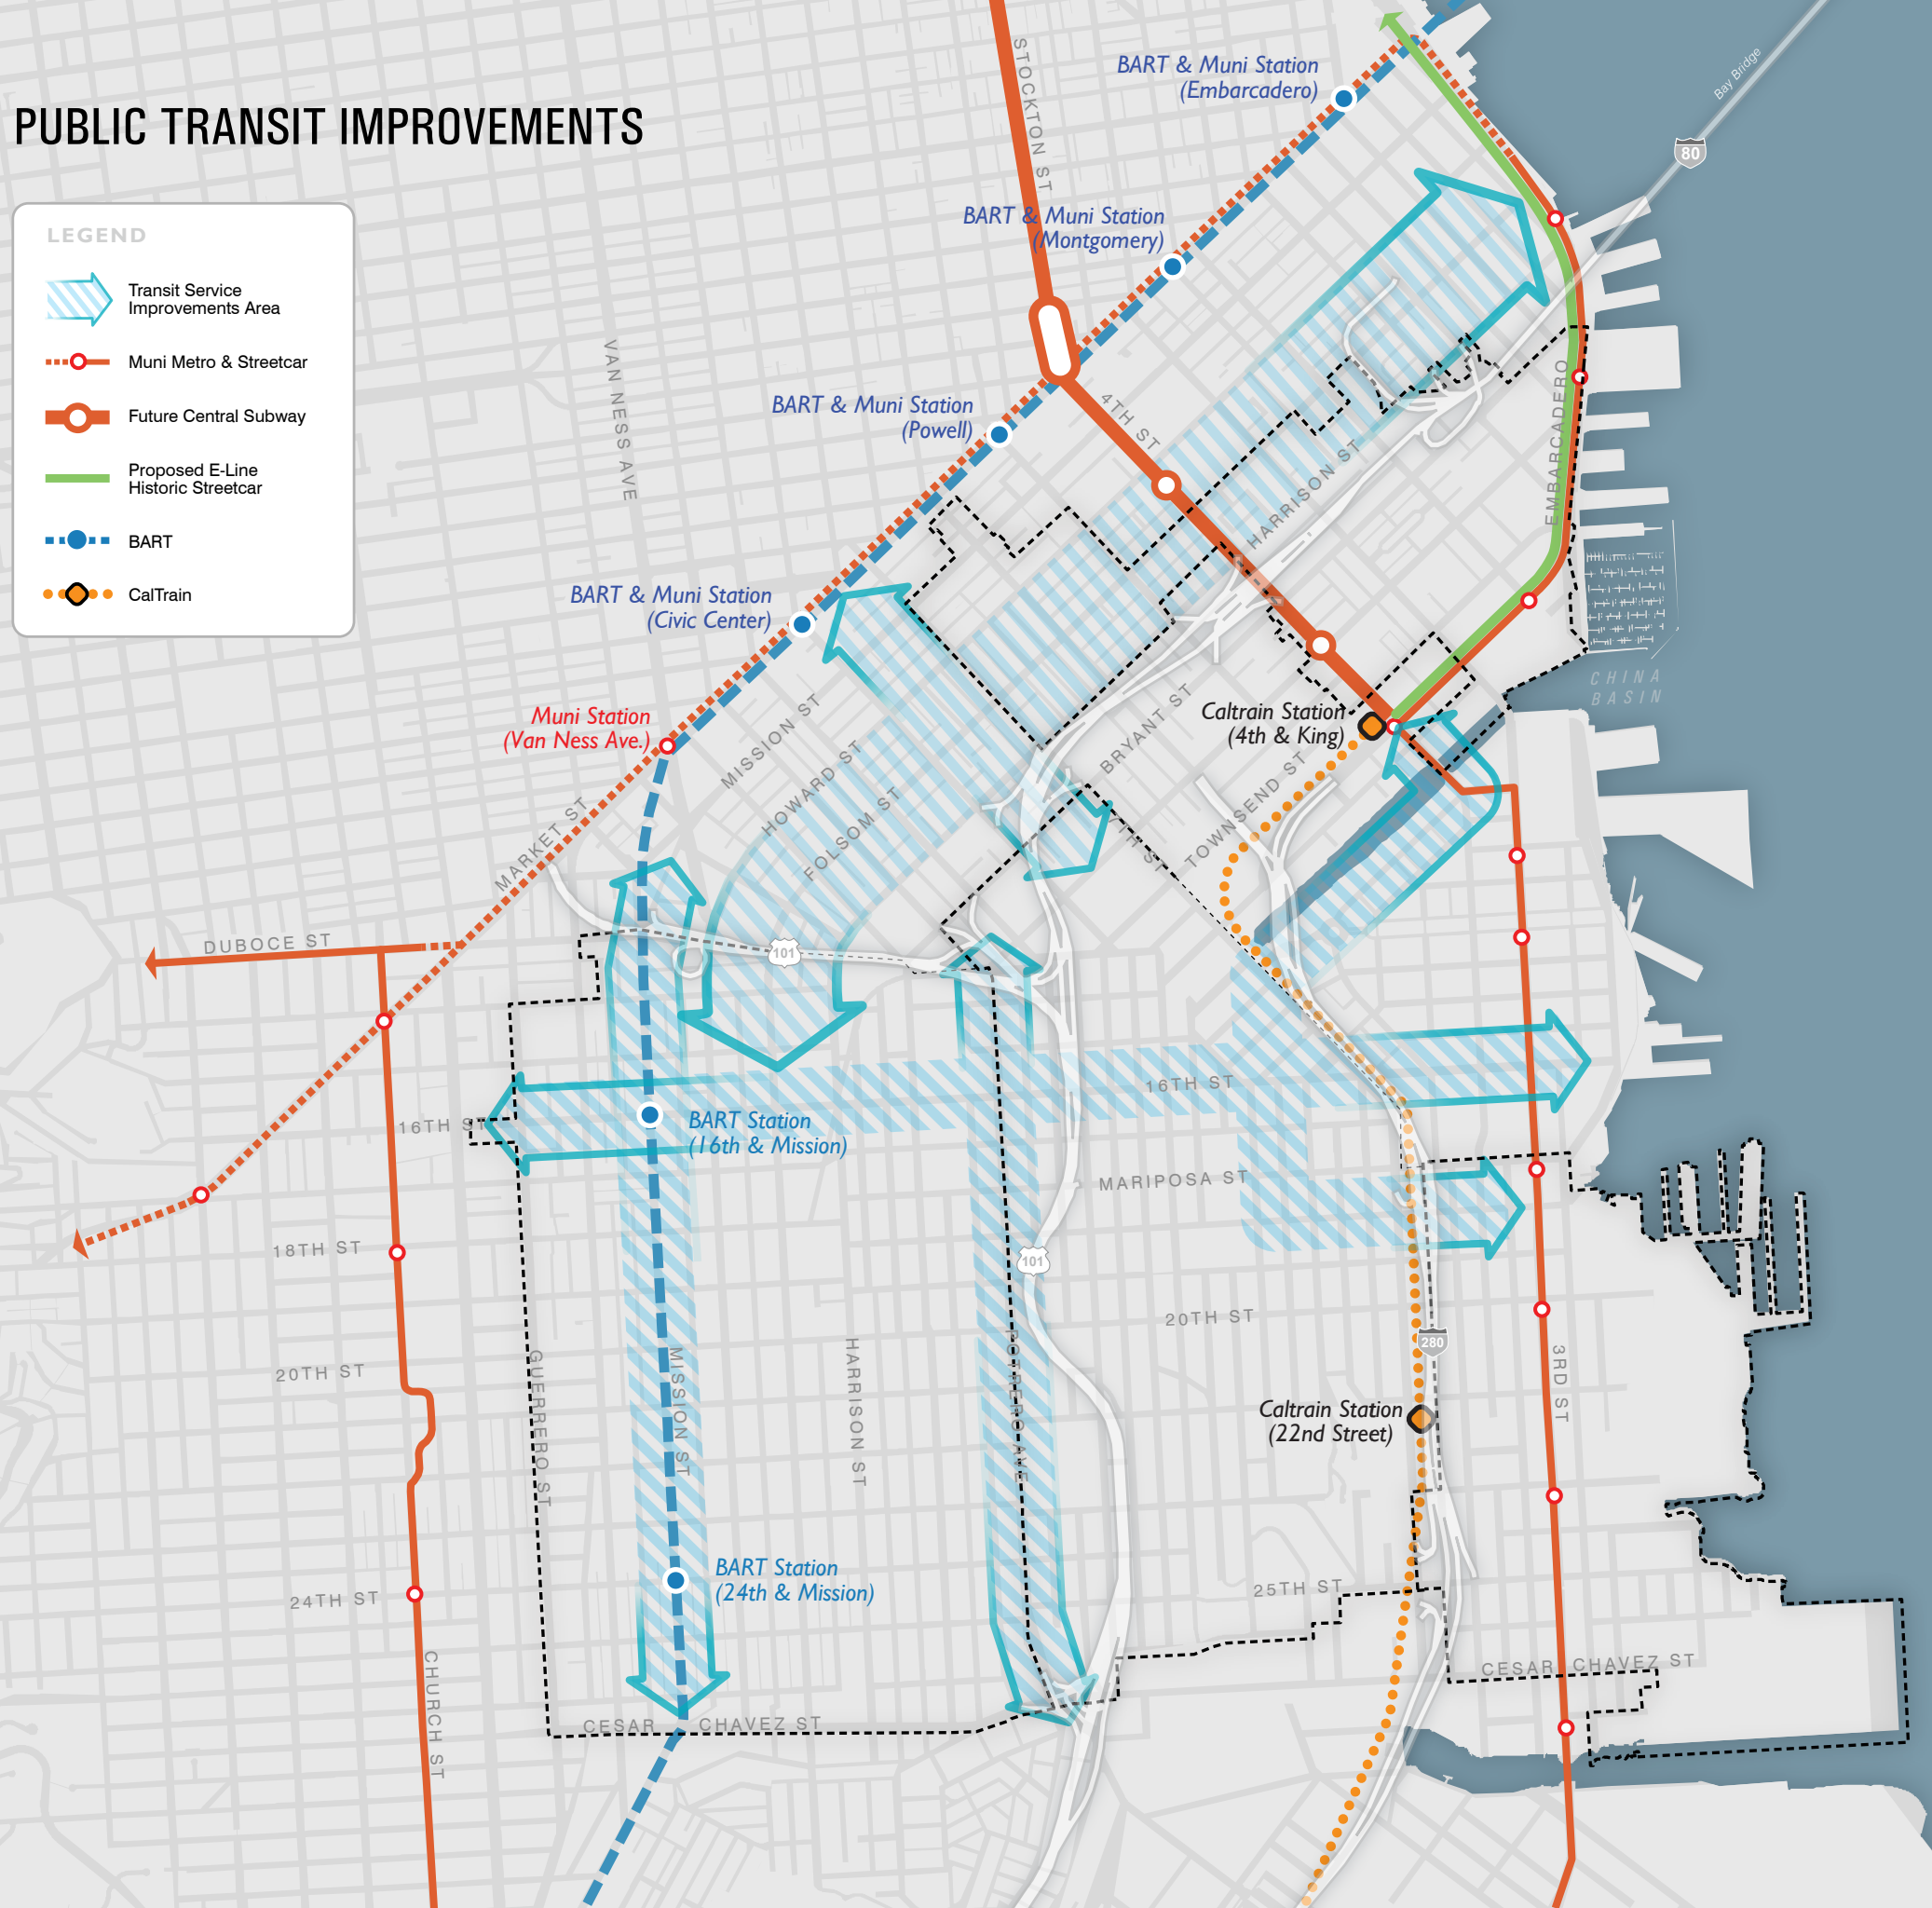 PUBLIC TRANSIT IMPROVEMENTS
LEGEND
Transit Service
Improvements Area
Muni Metro & Streetcar
Future Central Subway
Proposed E-Line
Historic Streetcar
BART
CalTrain
BART & Muni Station
(Embarcadero)
STOCKTON ST
Bay Bridge
80
BART & Muni Station
(Montgomery)
VAN NESS AVE
BART & Muni Station
(Powell)
4TH ST
HARRISON ST
EMBARCADERO
BART & Muni Station
(Civic Center)
CHINA
BASIN
Muni Station
(Van Ness Ave.)
MISSION ST
HOWARD ST
FOLSOM ST
BRYANT ST
Caltrain Station
(4th & King)
TOWNSEND ST
7TH ST
MARKET ST
DUBOCE ST
101
16TH ST
16TH ST
BART Station
(16th & Mission)
MARIPOSA ST
18TH ST
101
20TH ST
20TH ST
280
GUERRERO ST
MISSION ST
HARRISON ST
POTRERO AVE
3RD ST
Caltrain Station
(22nd Street)
BART Station
(24th & Mission)
24TH ST
25TH ST
CHURCH ST
CESAR CHAVEZ ST
CESAR CHAVEZ ST